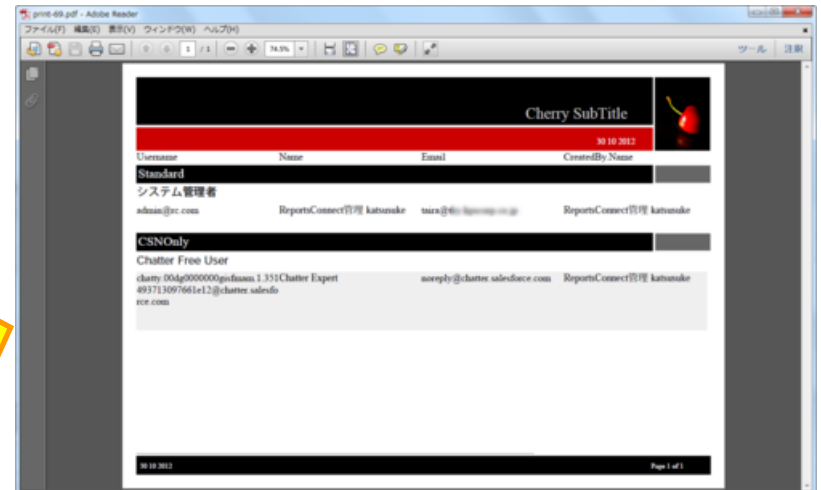 print-69.pdf - Adobe Reader
ファイル(F) 編集(E) 表示(V) ウィンドウ(W) ヘルプ(H)
1 / 1 74.5% ツール 注釈
Cherry SubTitle
30 10 2012
Username Name Email CreatedBy.Name
Standard
システム管理者
admin@rc.com ReportsConnect管理 katsusuke ReportsConnect管理 katsusuke
CSNOnly
Chatter Free User
Chatter Expert noreply@chatter.salesforce.com ReportsConnect管理 katsusuke
493713097661e12@chatter.salesfo
rce.com
30 10 2012 Page 1 of 1